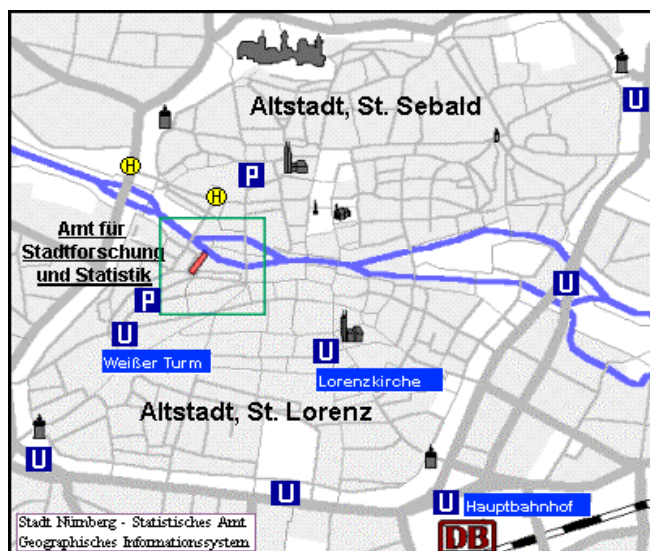 Altstadt, St. Sebald
U
H
P
H
Amt für
Stadtforschung
und Statistik
U
P
U
Weißer Turm
U
Lorenzkirche
Altstadt, St. Lorenz
U
U
U
Hauptbahnhof
DB
Stadt Nürnberg - Statistisches Amt
Geographisches Informationssystem